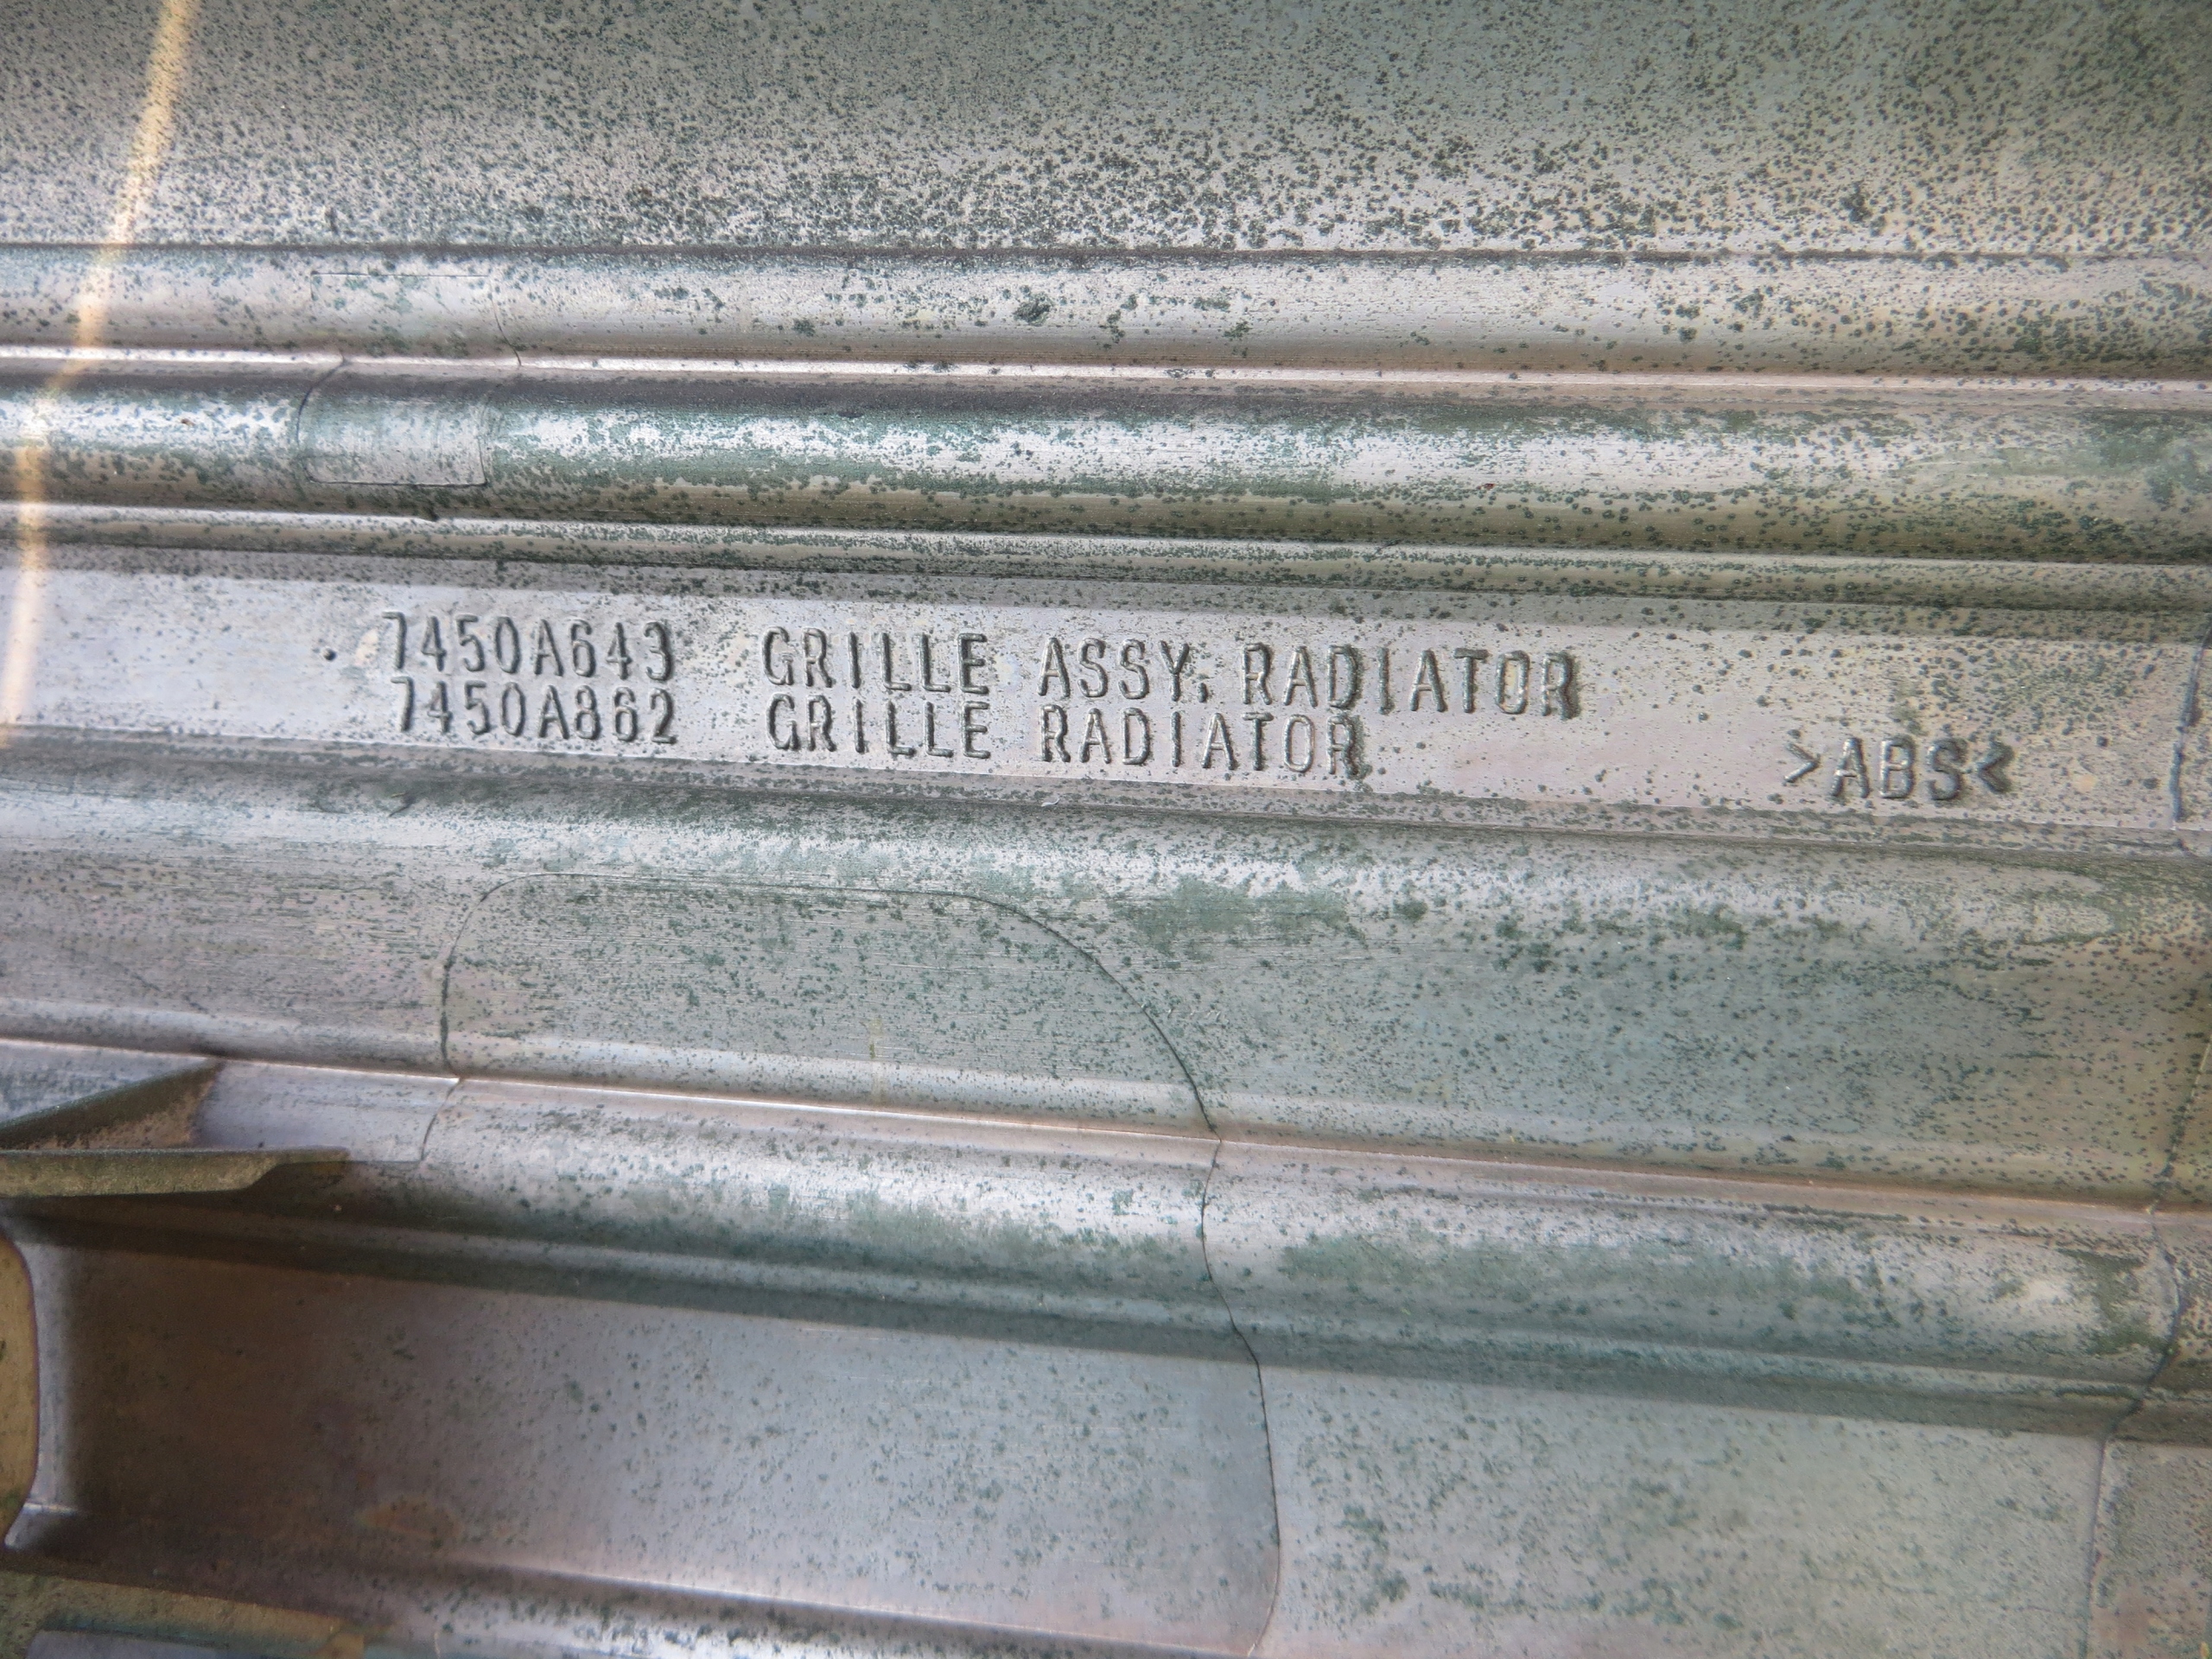 7450A643 GRILLE ASSY, RADIATOR
7450A862 GRILLE RADIATOR
>ABS<